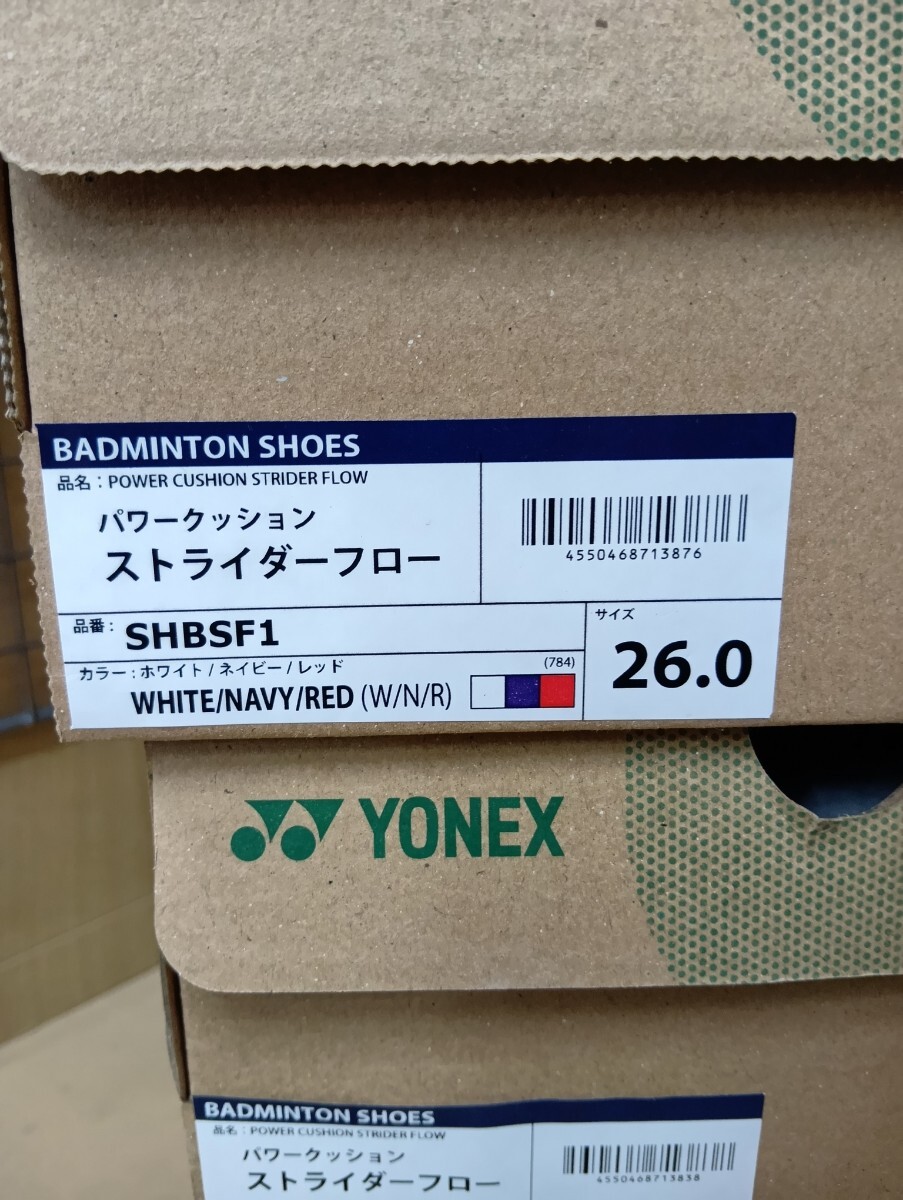 BADMINTON SHOES
品名：POWER CUSHION STRIDER FLOW
パワークッション
ストライダーフロー
4550468713876
品番：SHBSF1
カラー：ホワイト/ネイビー/レッド
(784)
WHITE/NAVY/RED (W/N/R)
サイズ
26.0
YONEX
BADMINTON SHOES
品名：POWER CUSHION STRIDER FLOW
パワークッション
ストライダーフロー
4550468713838